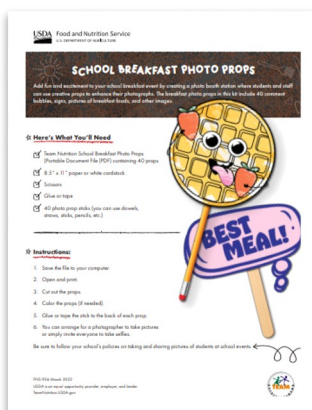 USDA Food and Nutrition Service
U.S. DEPARTMENT OF AGRICULTURE
SCHOOL BREAKFAST PHOTO PROPS
Add fun and excitement to your school breakfast event by creating a photo booth station where students and staff
can use creative props to enhance their photographs. The breakfast photo props in this kit include 40 comment
bubbles, signs, pictures of breakfast foods, and other images.
Here's What You'll Need
Team Nutrition School Breakfast Photo Props
(Portable Document File [PDF]) containing 40 props
8.5" x 11" paper or white cardstock
Scissors
Glue or tape
40 photo prop sticks (you can use dowels,
straws, sticks, pencils, etc.)
BEST
MEAL!
Instructions:
1. Save the file to your computer.
2. Open and print.
3. Cut out the props.
4. Color the props (if needed).
5. Glue or tape the stick to the back of each prop.
6. You can arrange for a photographer to take pictures
or simply invite everyone to take selfies.
Be sure to follow your school's policies on taking and sharing pictures of students at school events.
FNS-936 March 2022
USDA is an equal opportunity provider, employer, and lender.
TeamNutrition.USDA.gov
TEAM